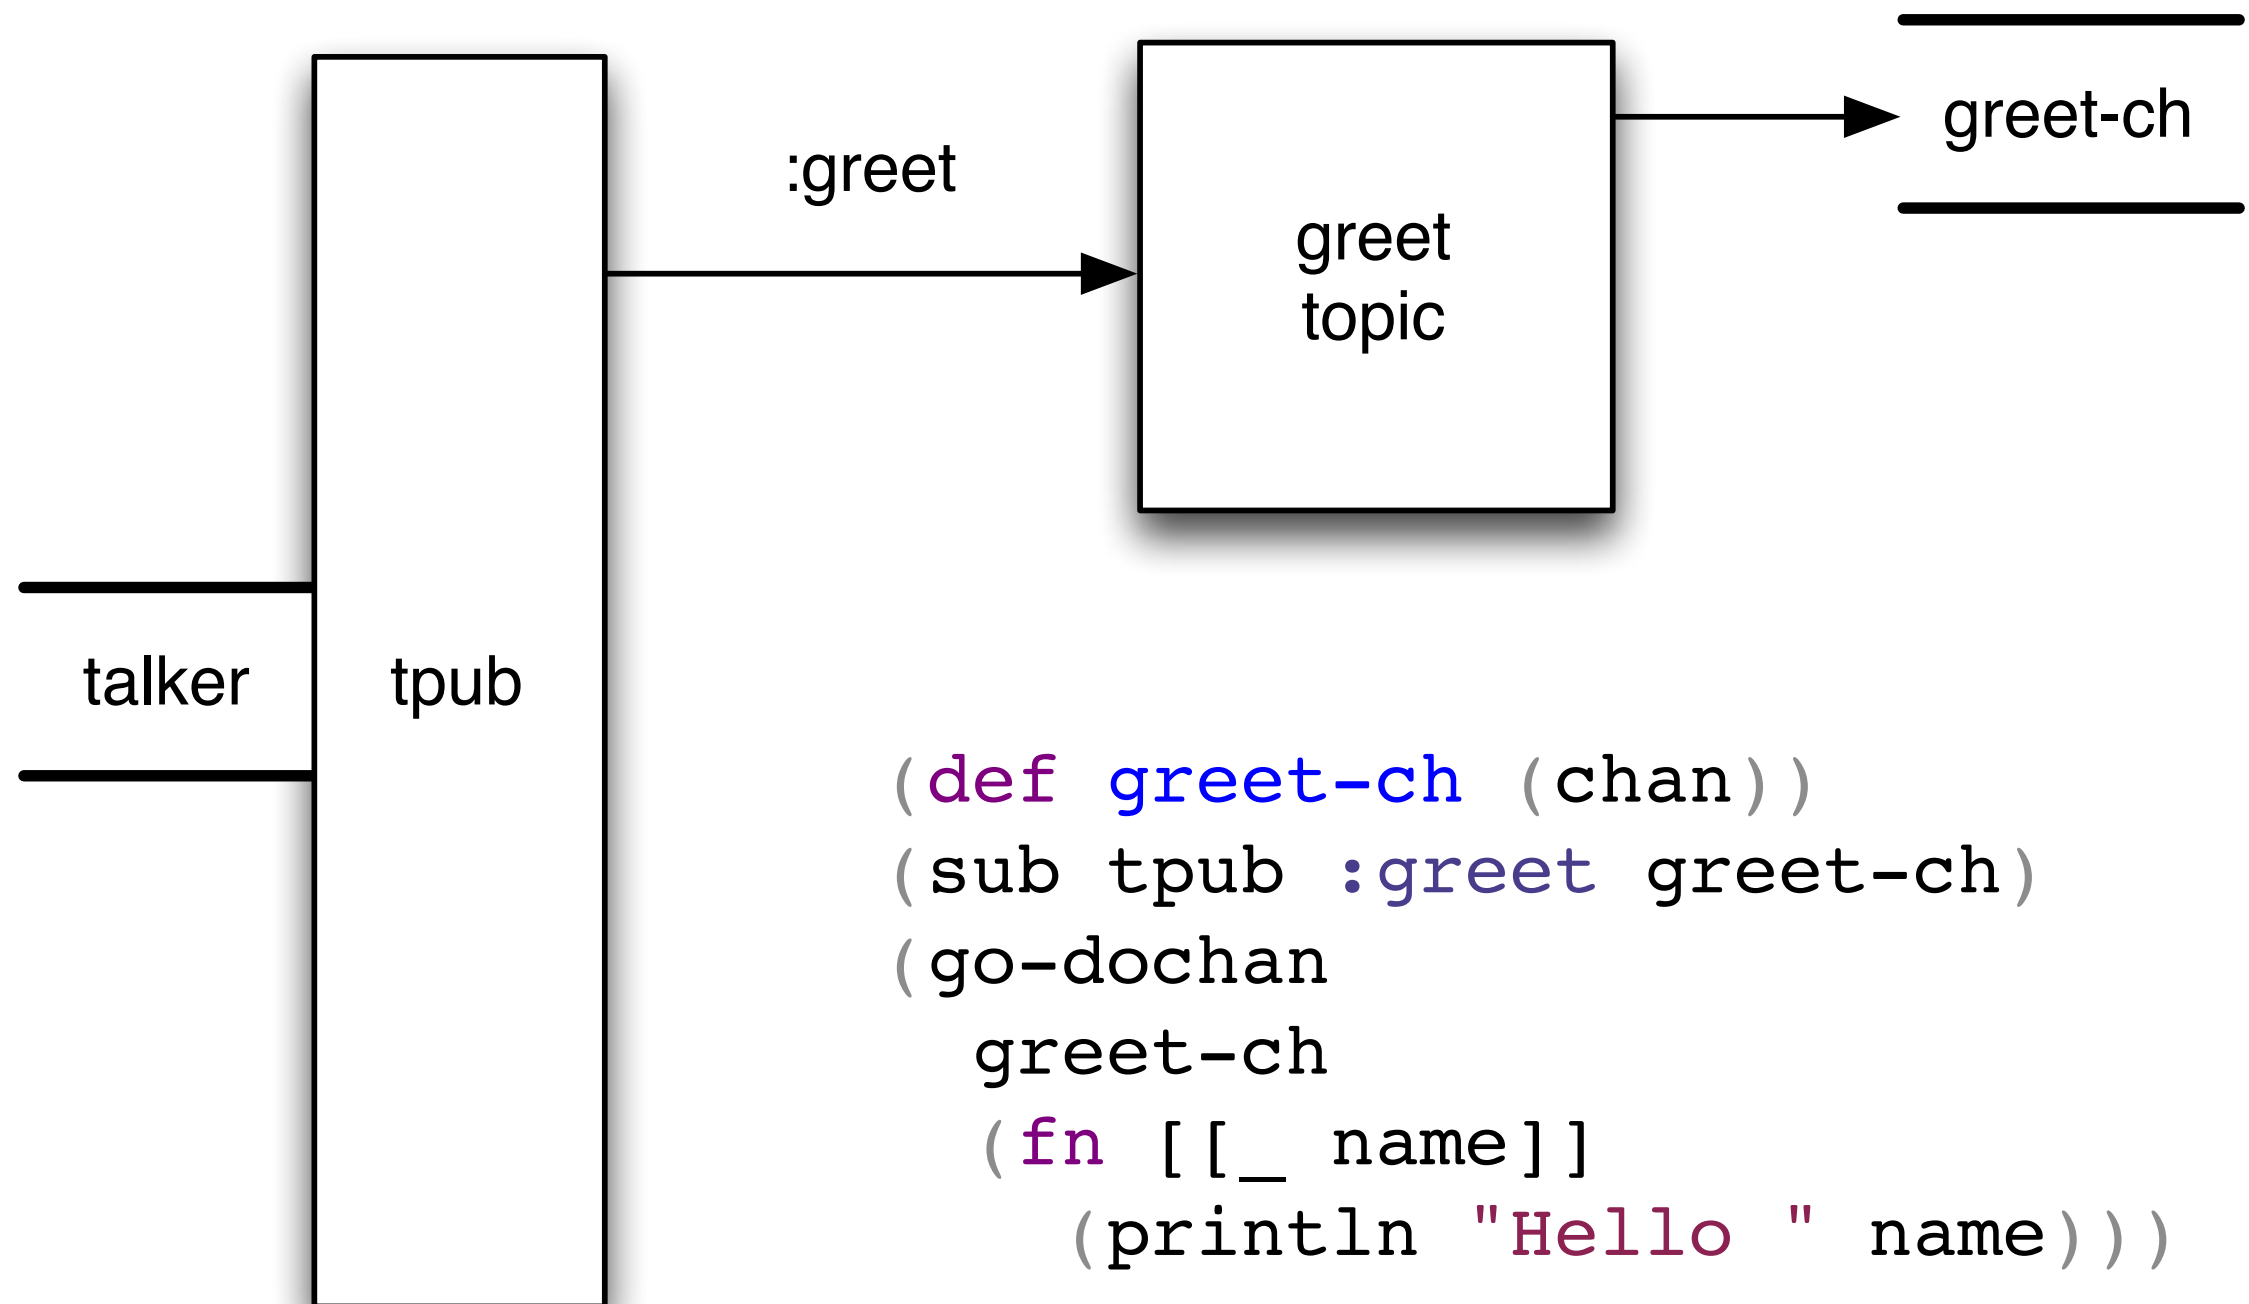 greet-ch
:greet
greet
topic
talker
tpub
(def greet-ch (chan))
(sub tpub :greet greet-ch)
(go-dochan
greet-ch
(fn [[_ name]]
(println "Hello " name)))